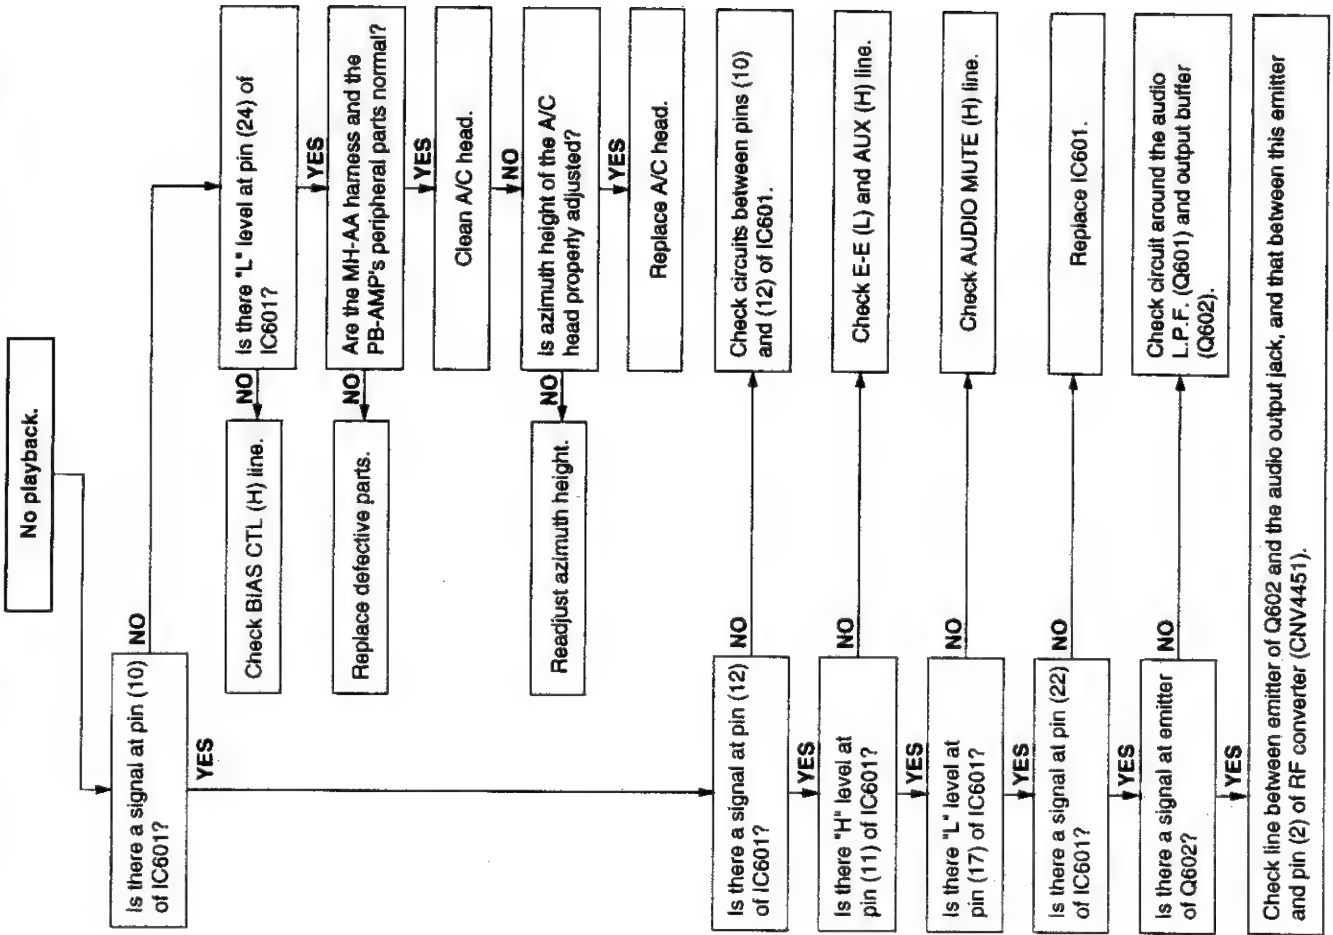 No playback.
Is there a signal at pin (10)
of IC601?
NO
YES
Is there "L" level at pin (24) of
IC601?
NO
YES
Check BIAS CTL (H) line.
Are the MH-AA harness and the
PB-AMP's peripheral parts normal?
NO
YES
Replace defective parts.
Clean A/C head.
NO
is azimuth height of the A/C
head properly adjusted?
NO
YES
Readjust azimuth height.
Replace A/C head.
Is there a signal at pin (12)
of IC601?
NO
YES
Check circuits between pins (10)
and (12) of IC601.
Is there "H" level at
pin (11) of IC601?
NO
YES
Check E-E (L) and AUX (H) line.
Is there "L" level at
pin (17) of IC601?
NO
YES
Check AUDIO MUTE (H) line.
Is there a signal at pin (22)
of IC601?
NO
YES
Replace IC601.
Is there a signal at emitter
of Q602?
NO
YES
Check circuit around the audio
L.P.F. (Q601) and output buffer
(Q602).
Check line between emitter of Q602 and the audio output jack, and that between this emitter
and pin (2) of RF converter (CNV4451).